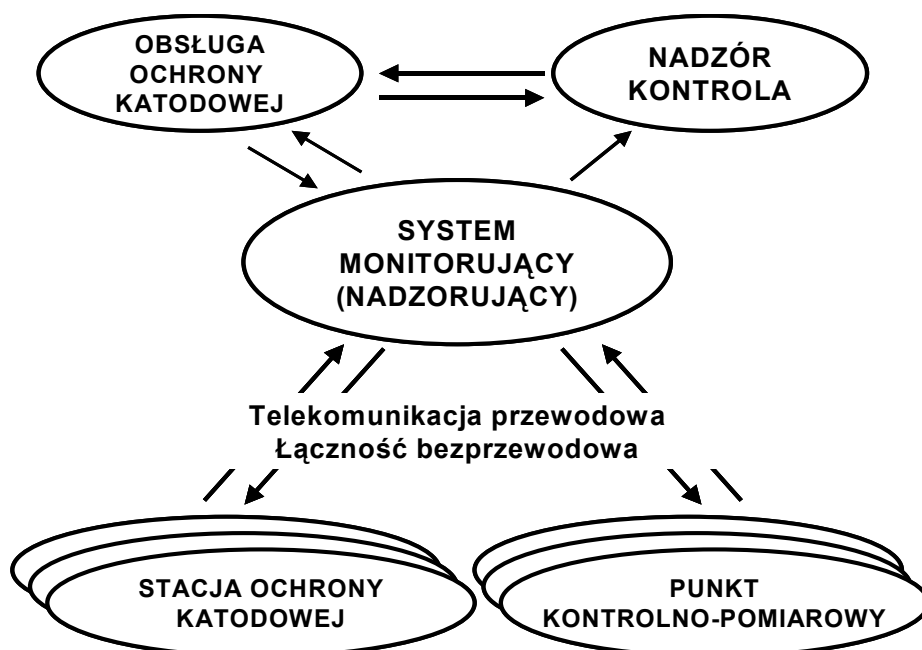 OBSŁUGA
OCHRONY
KATODOWEJ
NADZÓR
KONTROLA
SYSTEM
MONITORUJĄCY
(NADZORUJĄCY)
Telekomunikacja przewodowa
Łączność bezprzewodowa
STACJA OCHRONY
KATODOWEJ
PUNKT
KONTROLNO-POMIAROWY